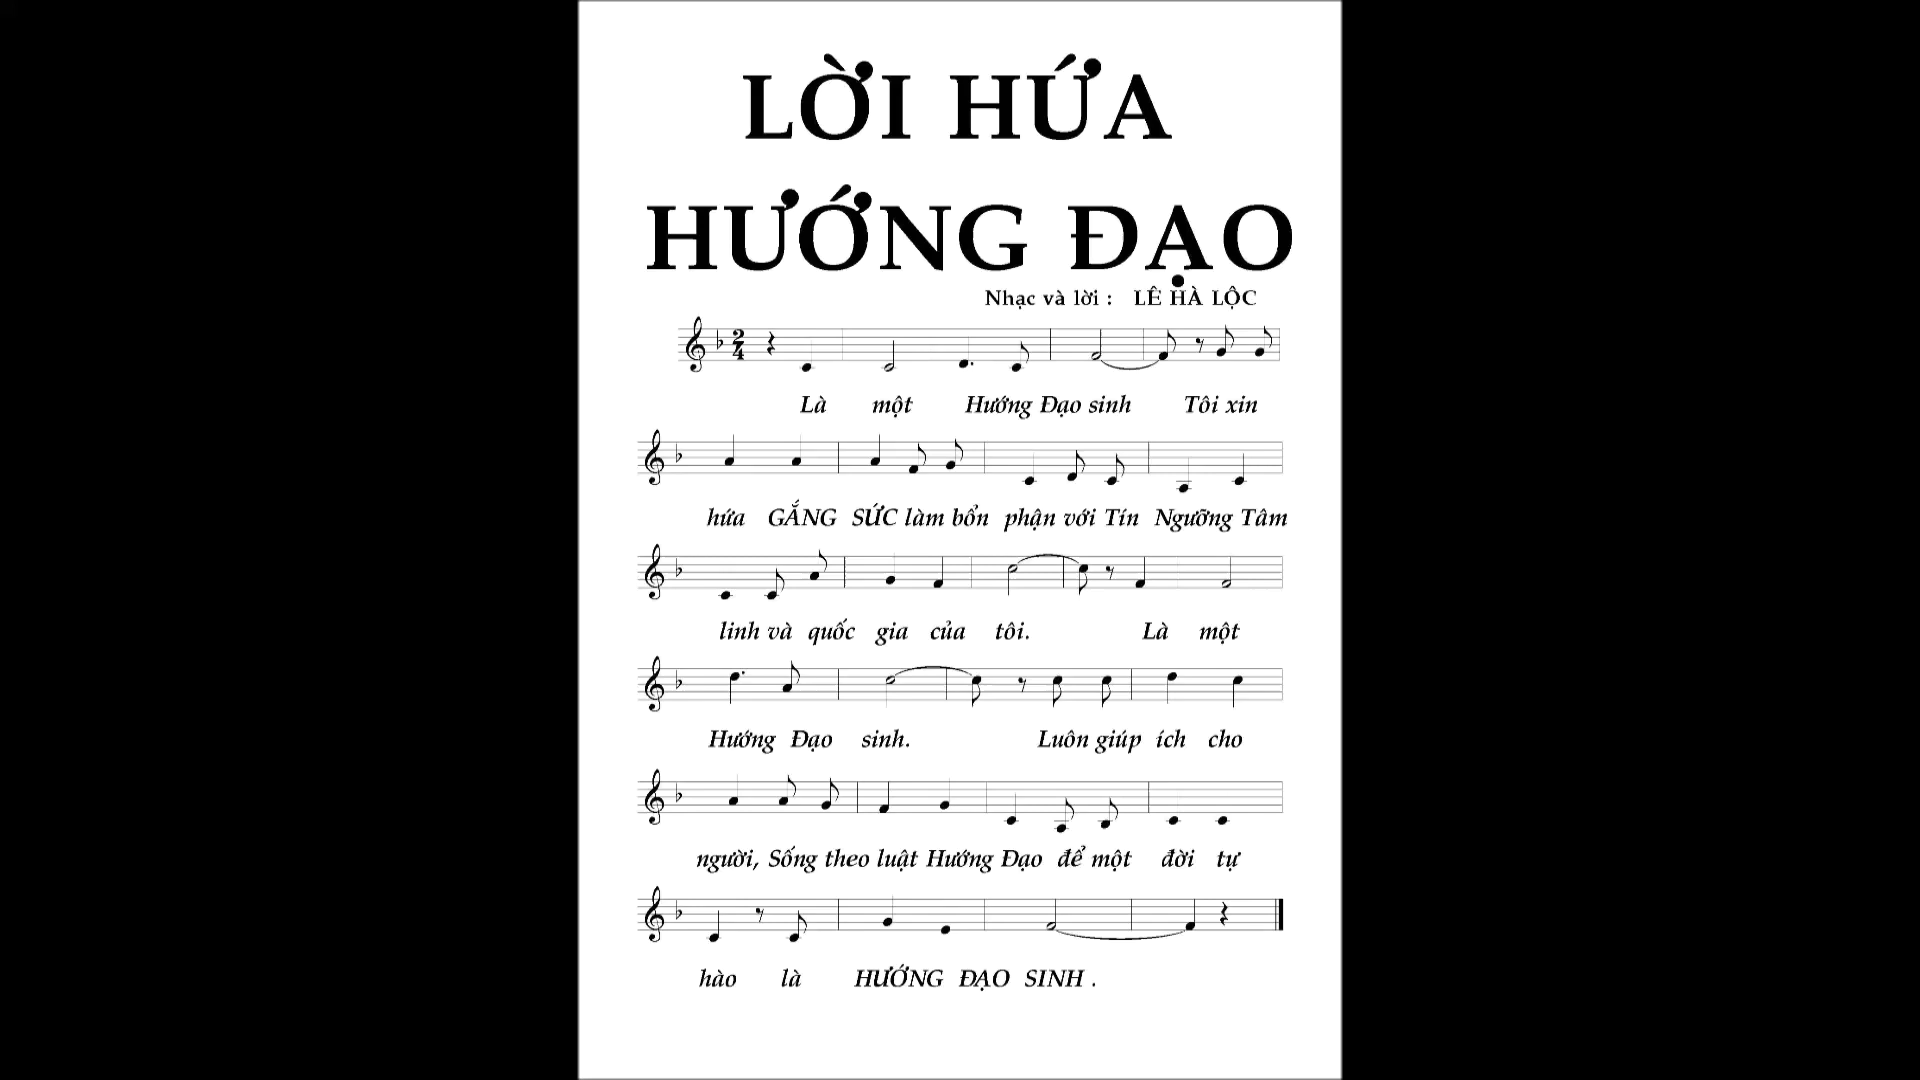 LỜI HỨA
HƯỚNG ĐẠO
Nhạc và lời : LÊ HÀ LỘC
2
4
Là một Hướng Đạo sinh Tôi xin
hứa GẮNG SỨC làm bổn phận với Tín Ngưỡng Tâm
linh và quốc gia của tôi. Là một
Hướng Đạo sinh. Luôn giúp ích cho
người, Sống theo luật Hướng Đạo để một đời tự
hào là HƯỚNG ĐẠO SINH .